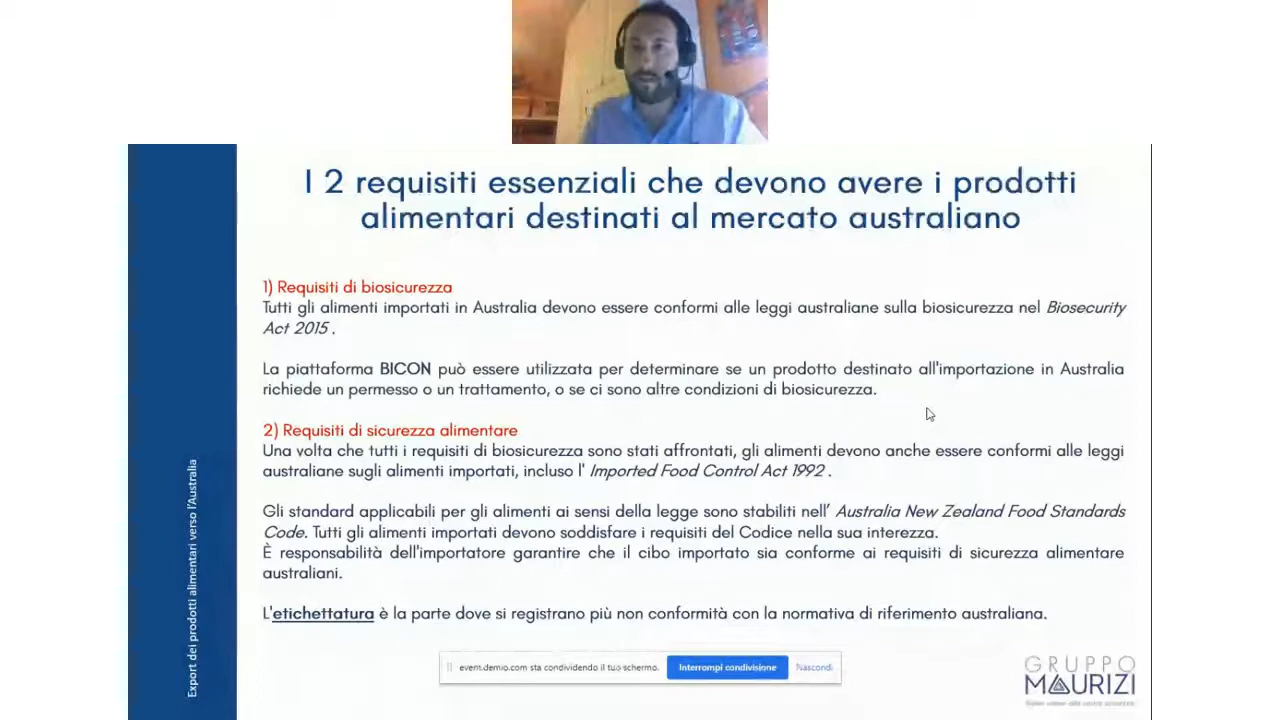 I 2 requisiti essenziali che devono avere i prodotti
alimentari destinati al mercato australiano
1) Requisiti di biosicurezza
Tutti gli alimenti importati in Australia devono essere conformi alle leggi australiane sulla biosicurezza nel Biosecurity
Act 2015 .
La piattaforma BICON può essere utilizzata per determinare se un prodotto destinato all'importazione in Australia
richiede un permesso o un trattamento, o se ci sono altre condizioni di biosicurezza.
2) Requisiti di sicurezza alimentare
Una volta che tutti i requisiti di biosicurezza sono stati affrontati, gli alimenti devono anche essere conformi alle leggi
australiane sugli alimenti importati, incluso l' Imported Food Control Act 1992 .
Gli standard applicabili per gli alimenti ai sensi della legge sono stabiliti nell’ Australia New Zealand Food Standards
Code. Tutti gli alimenti importati devono soddisfare i requisiti del Codice nella sua interezza.
È responsabilità dell'importatore garantire che il cibo importato sia conforme ai requisiti di sicurezza alimentare
australiani.
L'etichettatura è la parte dove si registrano più non conformità con la normativa di riferimento australiana.
Export dei prodotti alimentari verso l’Australia
event.demio.com sta condividendo il tuo schermo.
Interrompi condivisione
Nascondi
GRUPPO
MAURIZI